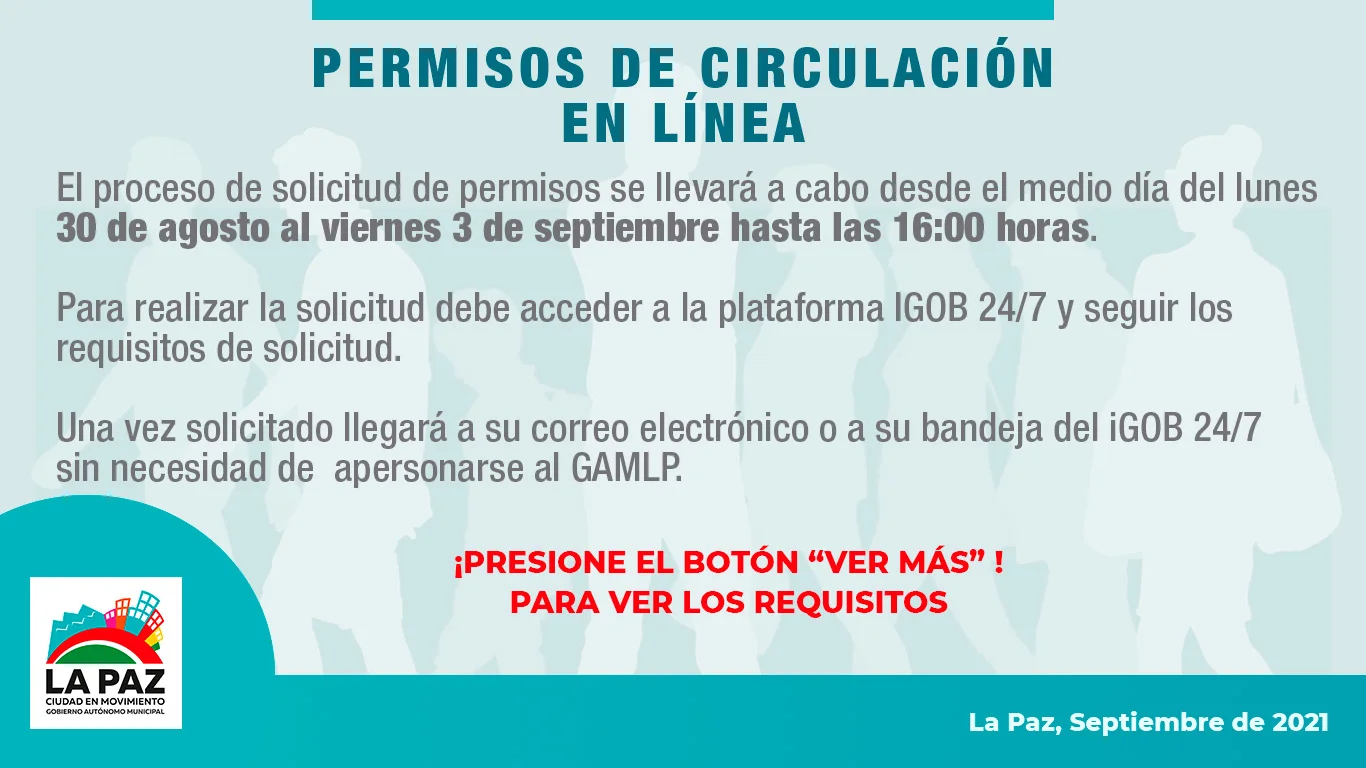 PERMISOS DE CIRCULACIÓN
EN LÍNEA
El proceso de solicitud de permisos se llevará a cabo desde el medio día del lunes
30 de agosto al viernes 3 de septiembre hasta las 16:00 horas.
Para realizar la solicitud debe acceder a la plataforma IGOB 24/7 y seguir los
requisitos de solicitud.
Una vez solicitado llegará a su correo electrónico o a su bandeja del iGOB 24/7
sin necesidad de  apersonarse al GAMLP.
¡PRESIONE EL BOTÓN “VER MÁS” !
PARA VER LOS REQUISITOS
LA PAZ
CIUDAD EN MOVIMIENTO
GOBIERNO AUTÓNOMO MUNICIPAL
La Paz, Septiembre de 2021